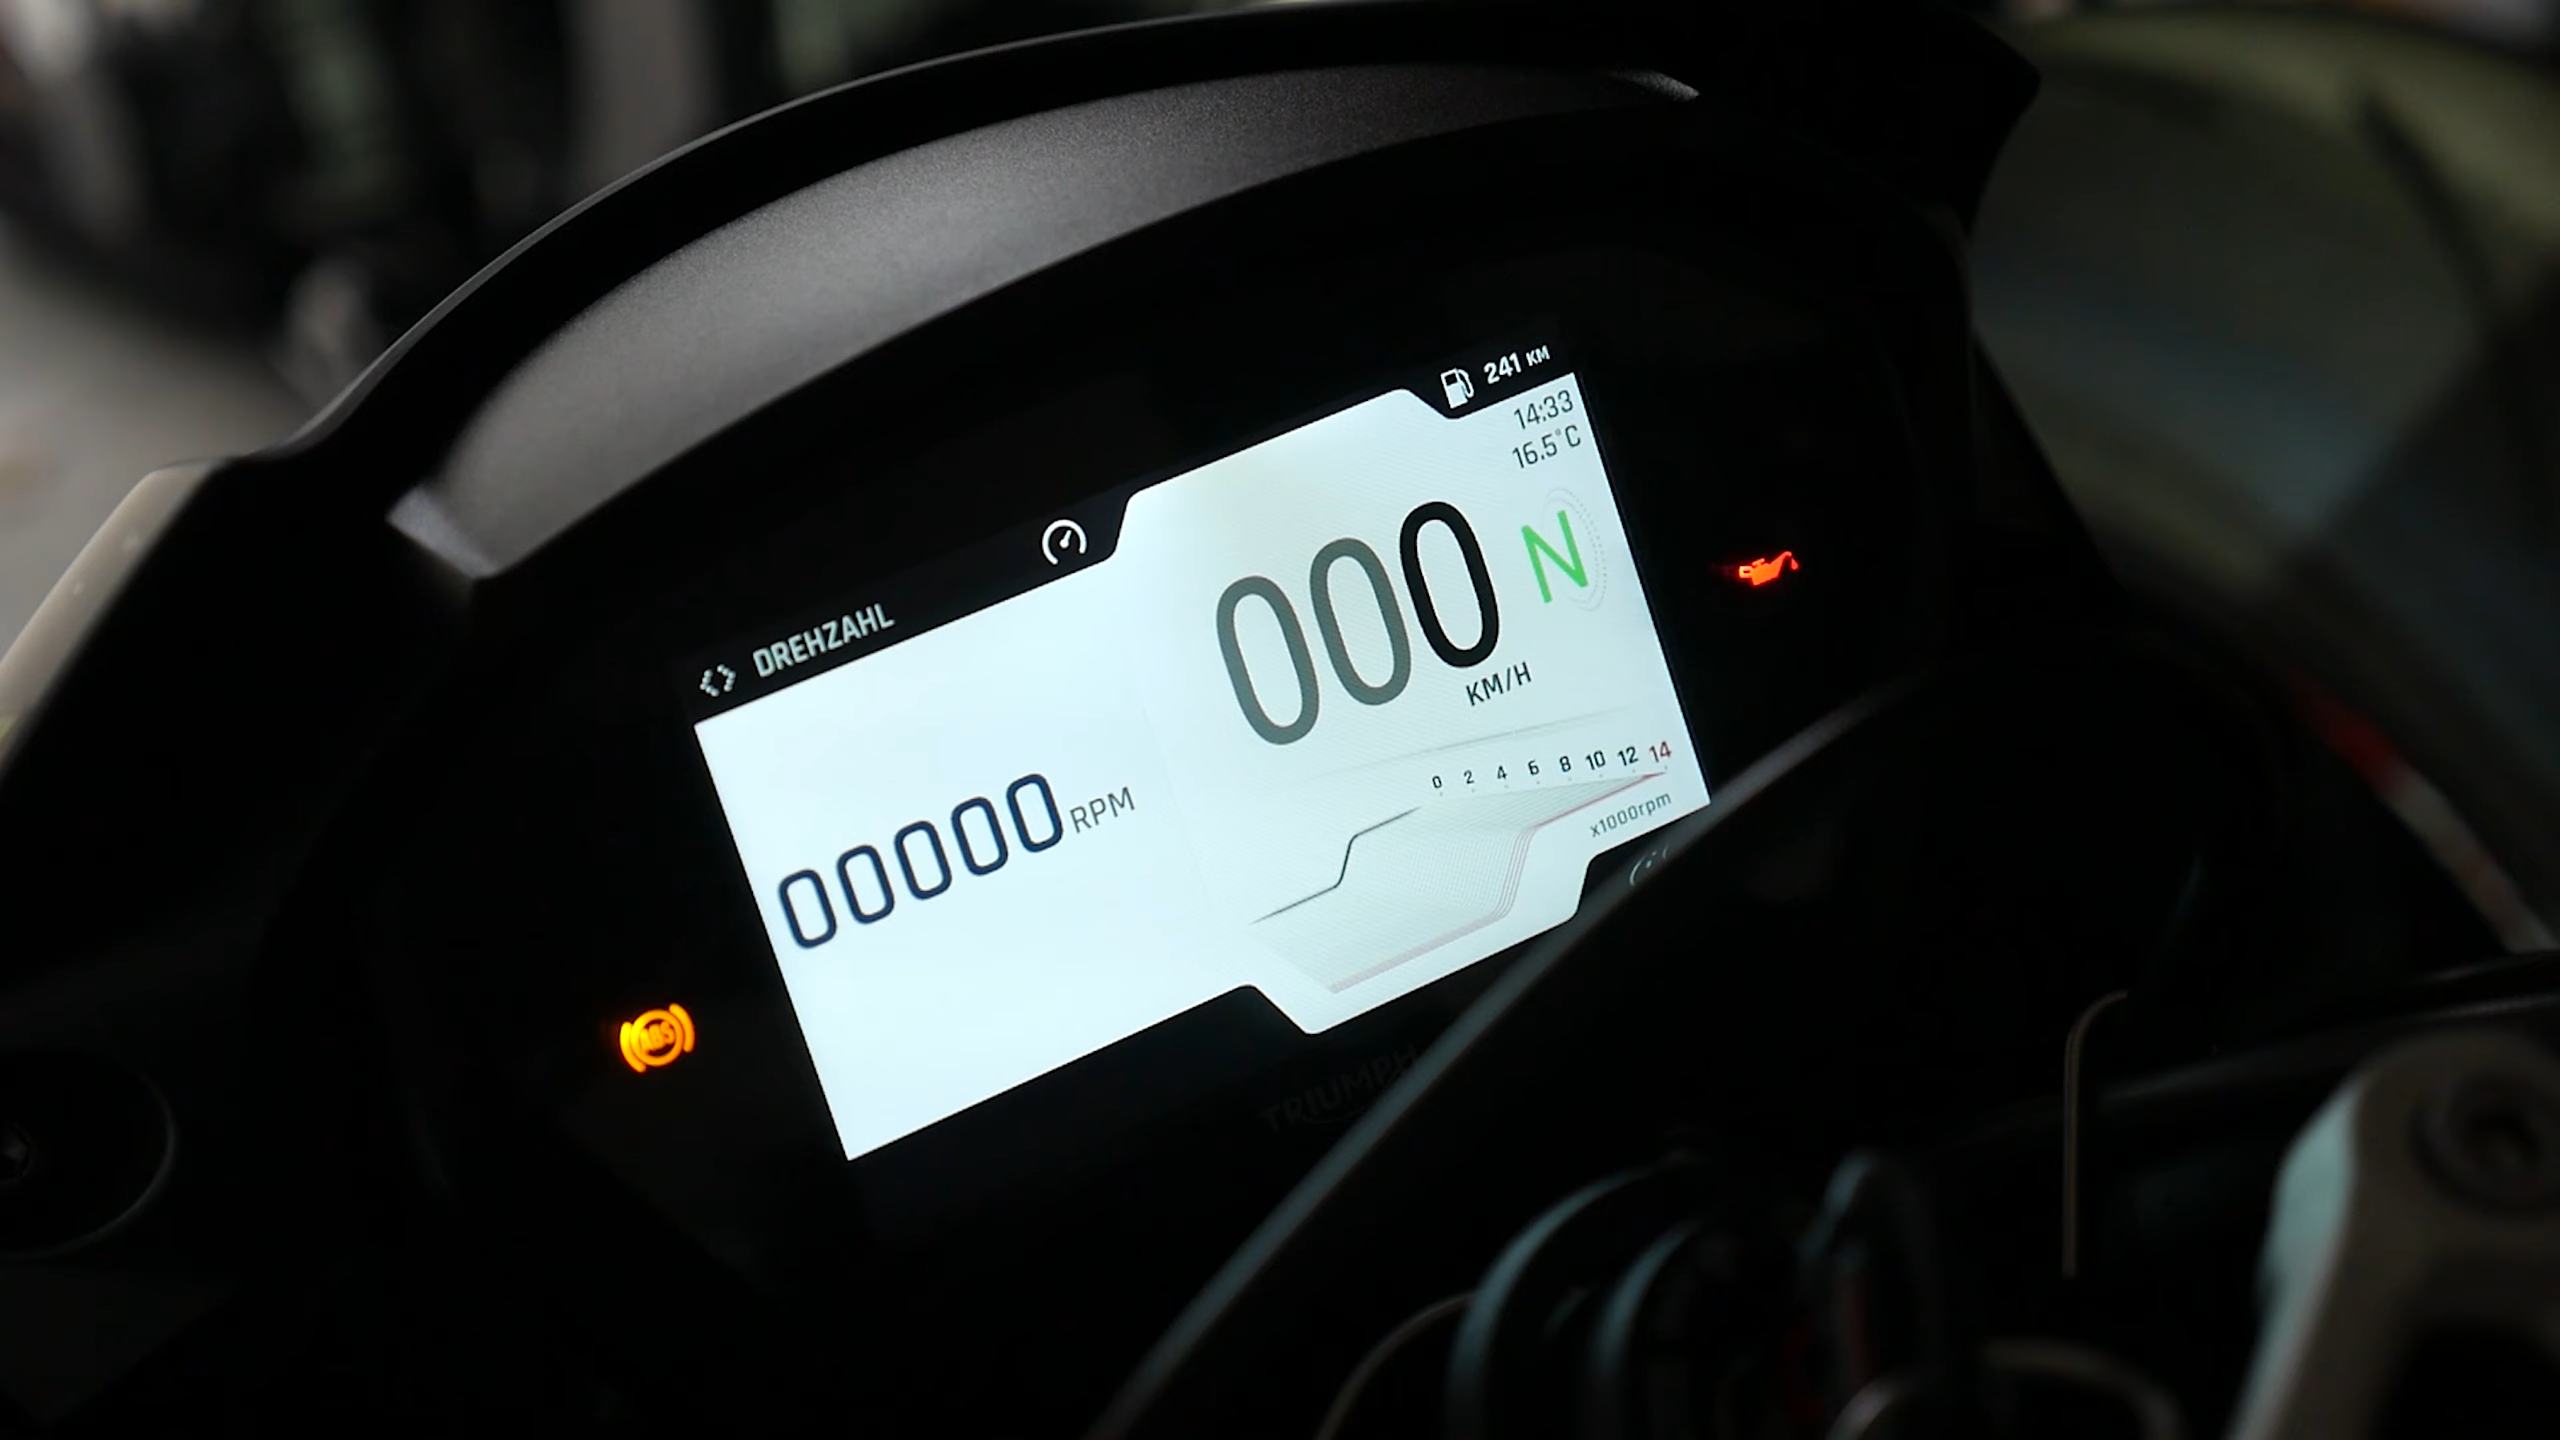 241 KM
14:33
16.5°C
DREHZAHL
000 N
KM/H
00000 RPM
0 2 4 6 8 10 12 14
x1000rpm
ABS
TRIUMPH